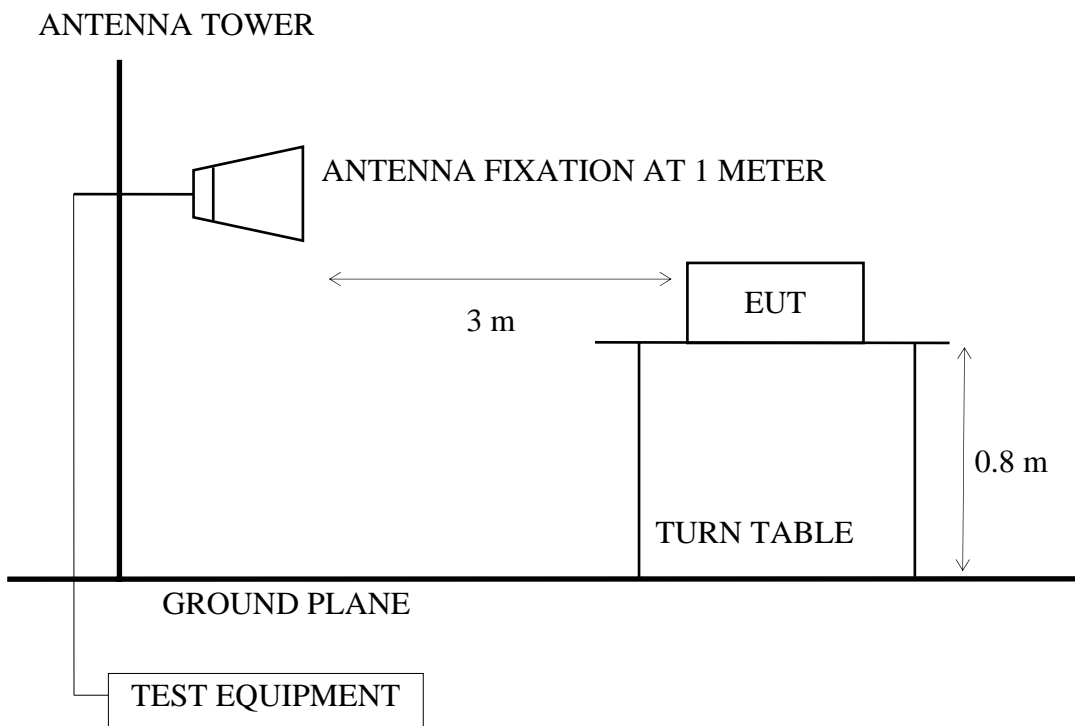 ANTENNA TOWER
ANTENNA FIXATION AT 1 METER
EUT
3 m
0.8 m
TURN TABLE
GROUND PLANE
TEST EQUIPMENT